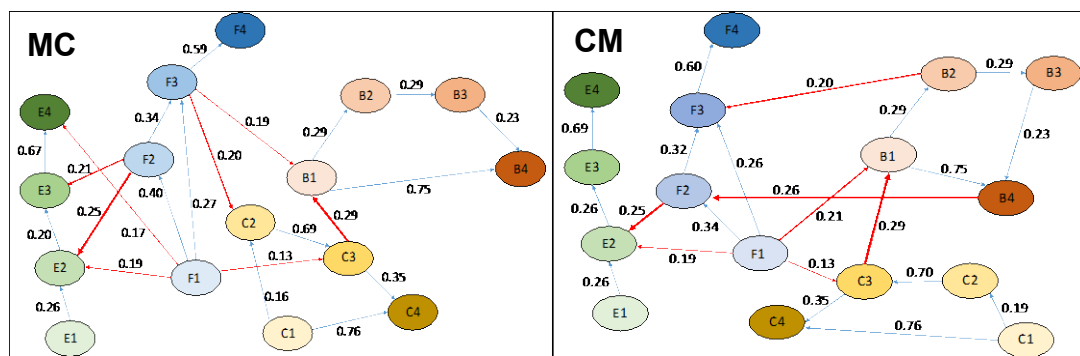 MC
F4
0.59
F3
E4
0.34
0.19
B2
0.29
B3
0.67
0.21
F2
0.20
0.29
0.23
E3
0.40
0.27
B1
0.75
B4
0.25
0.17
C2
0.69
0.29
0.20
E2
0.19
F1
0.13
C3
0.26
0.16
0.35
E1
C1
0.76
C4
CM
F4
0.60
E4
B2
0.29
B3
0.20
F3
0.69
0.29
0.23
E3
0.32
0.26
B1
0.75
0.26
F2
0.26
B4
0.25
0.34
0.21
E2
0.29
0.19
F1
0.13
0.70
C2
C3
0.26
0.35
0.19
E1
C4
0.76
C1